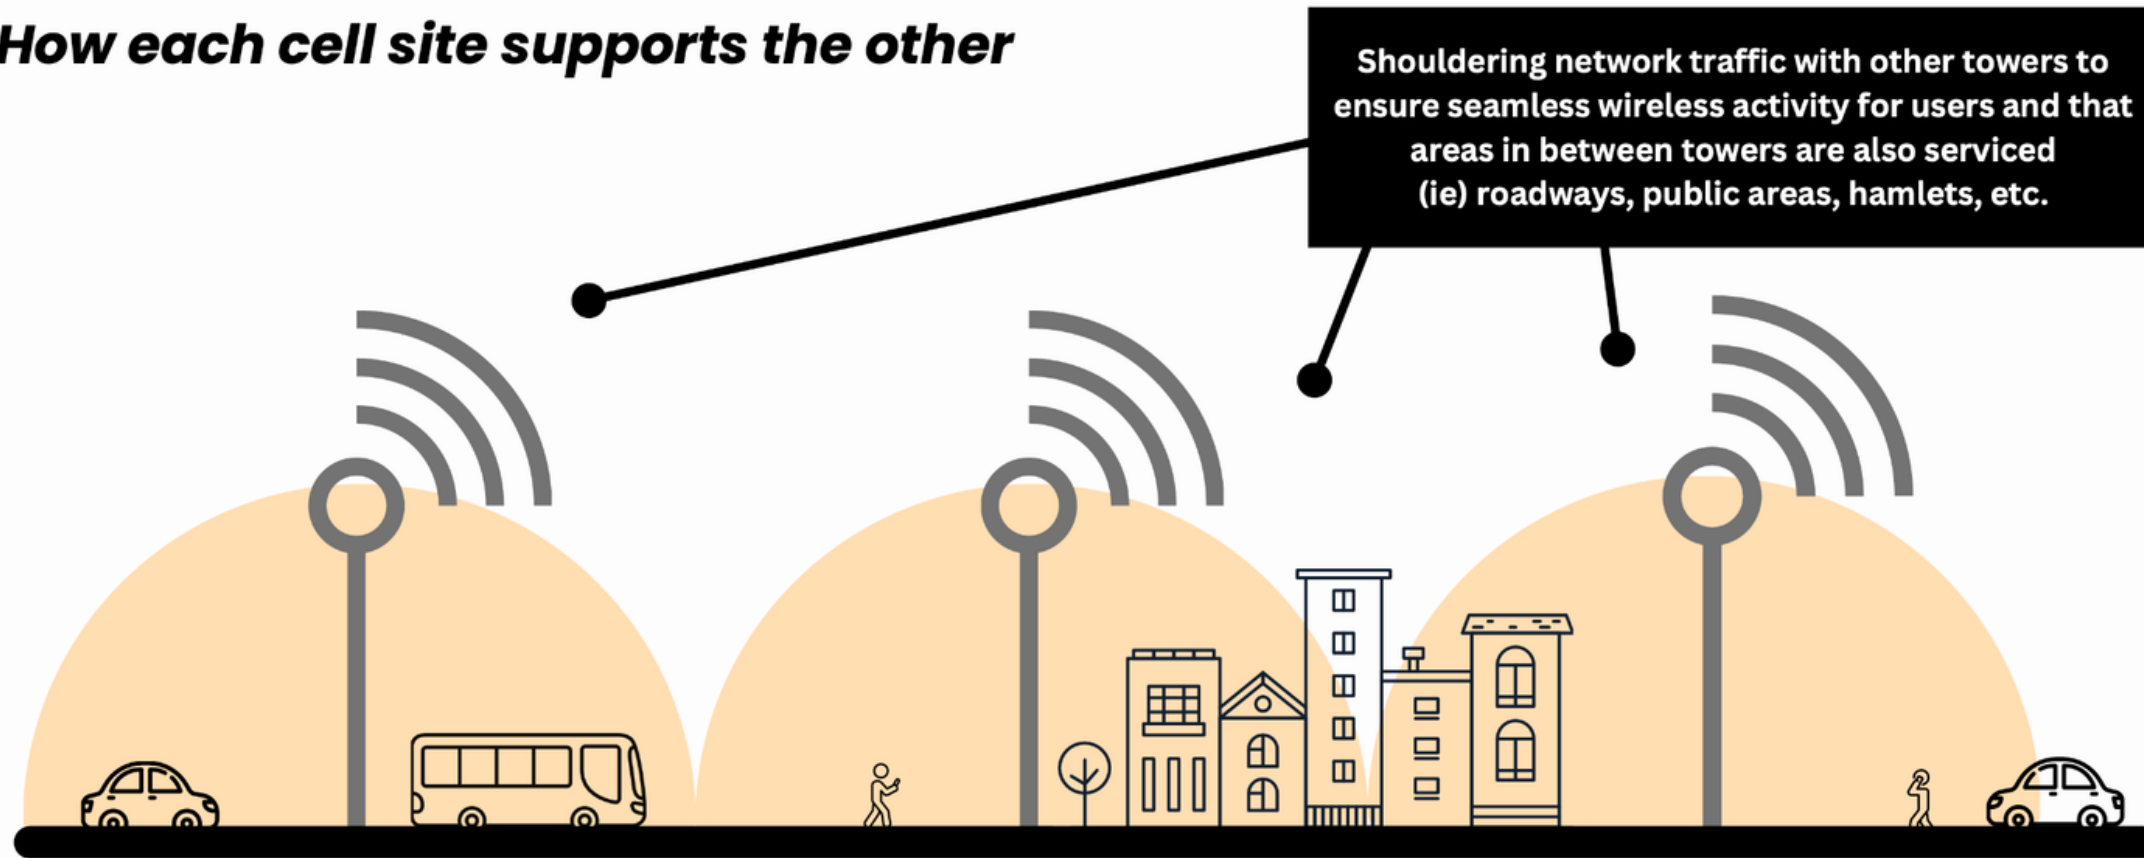 How each cell site supports the other
Shouldering network traffic with other towers to
ensure seamless wireless activity for users and that
areas in between towers are also serviced
(ie) roadways, public areas, hamlets, etc.